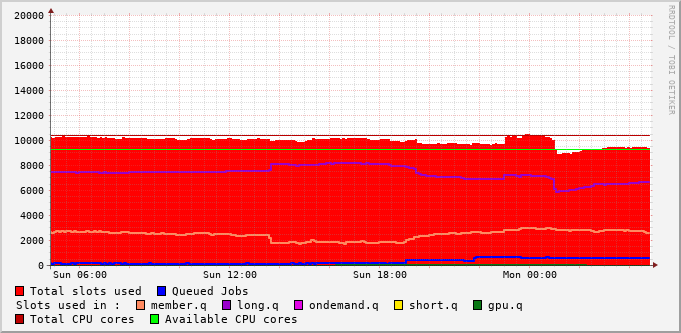 20000
18000
16000
14000
12000
10000
8000
6000
4000
2000
0
Sun 06:00 Sun 12:00 Sun 18:00 Mon 00:00
RRDTOOL / TOBI OETIKER
Total slots used Queued Jobs
Slots used in : member.q long.q ondemand.q short.q gpu.q
Total CPU cores Available CPU cores